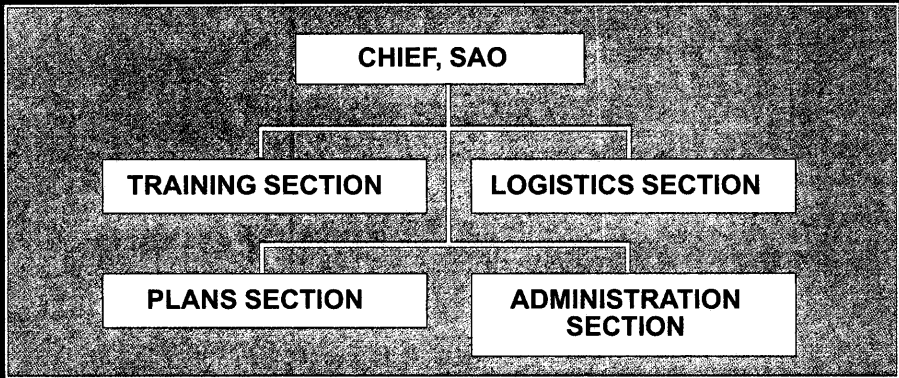 CHIEF, SAO
TRAINING SECTION
LOGISTICS SECTION
PLANS SECTION
ADMINISTRATION
SECTION